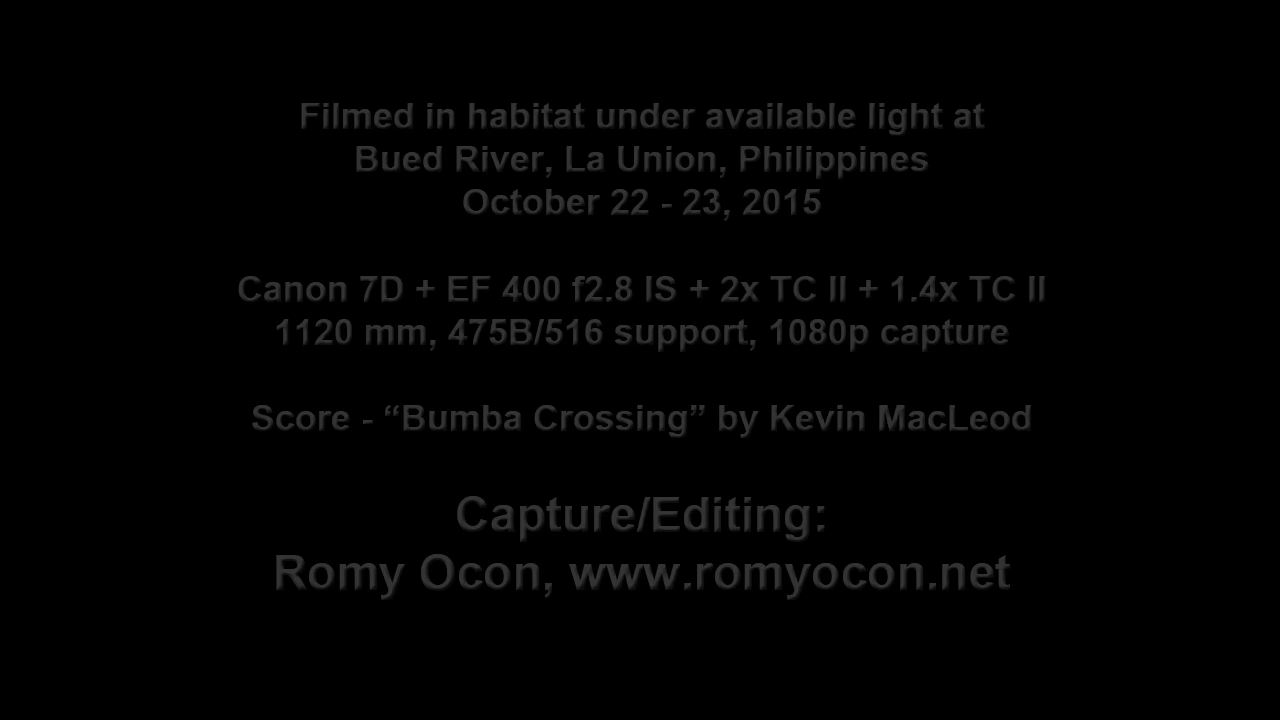 Filmed in habitat under available light at
Bued River, La Union, Philippines
October 22 - 23, 2015
Canon 7D + EF 400 f2.8 IS + 2x TC II + 1.4x TC II
1120 mm, 475B/516 support, 1080p capture
Score - “Bumba Crossing” by Kevin MacLeod
Capture/Editing:
Romy Ocon, www.romyocon.net